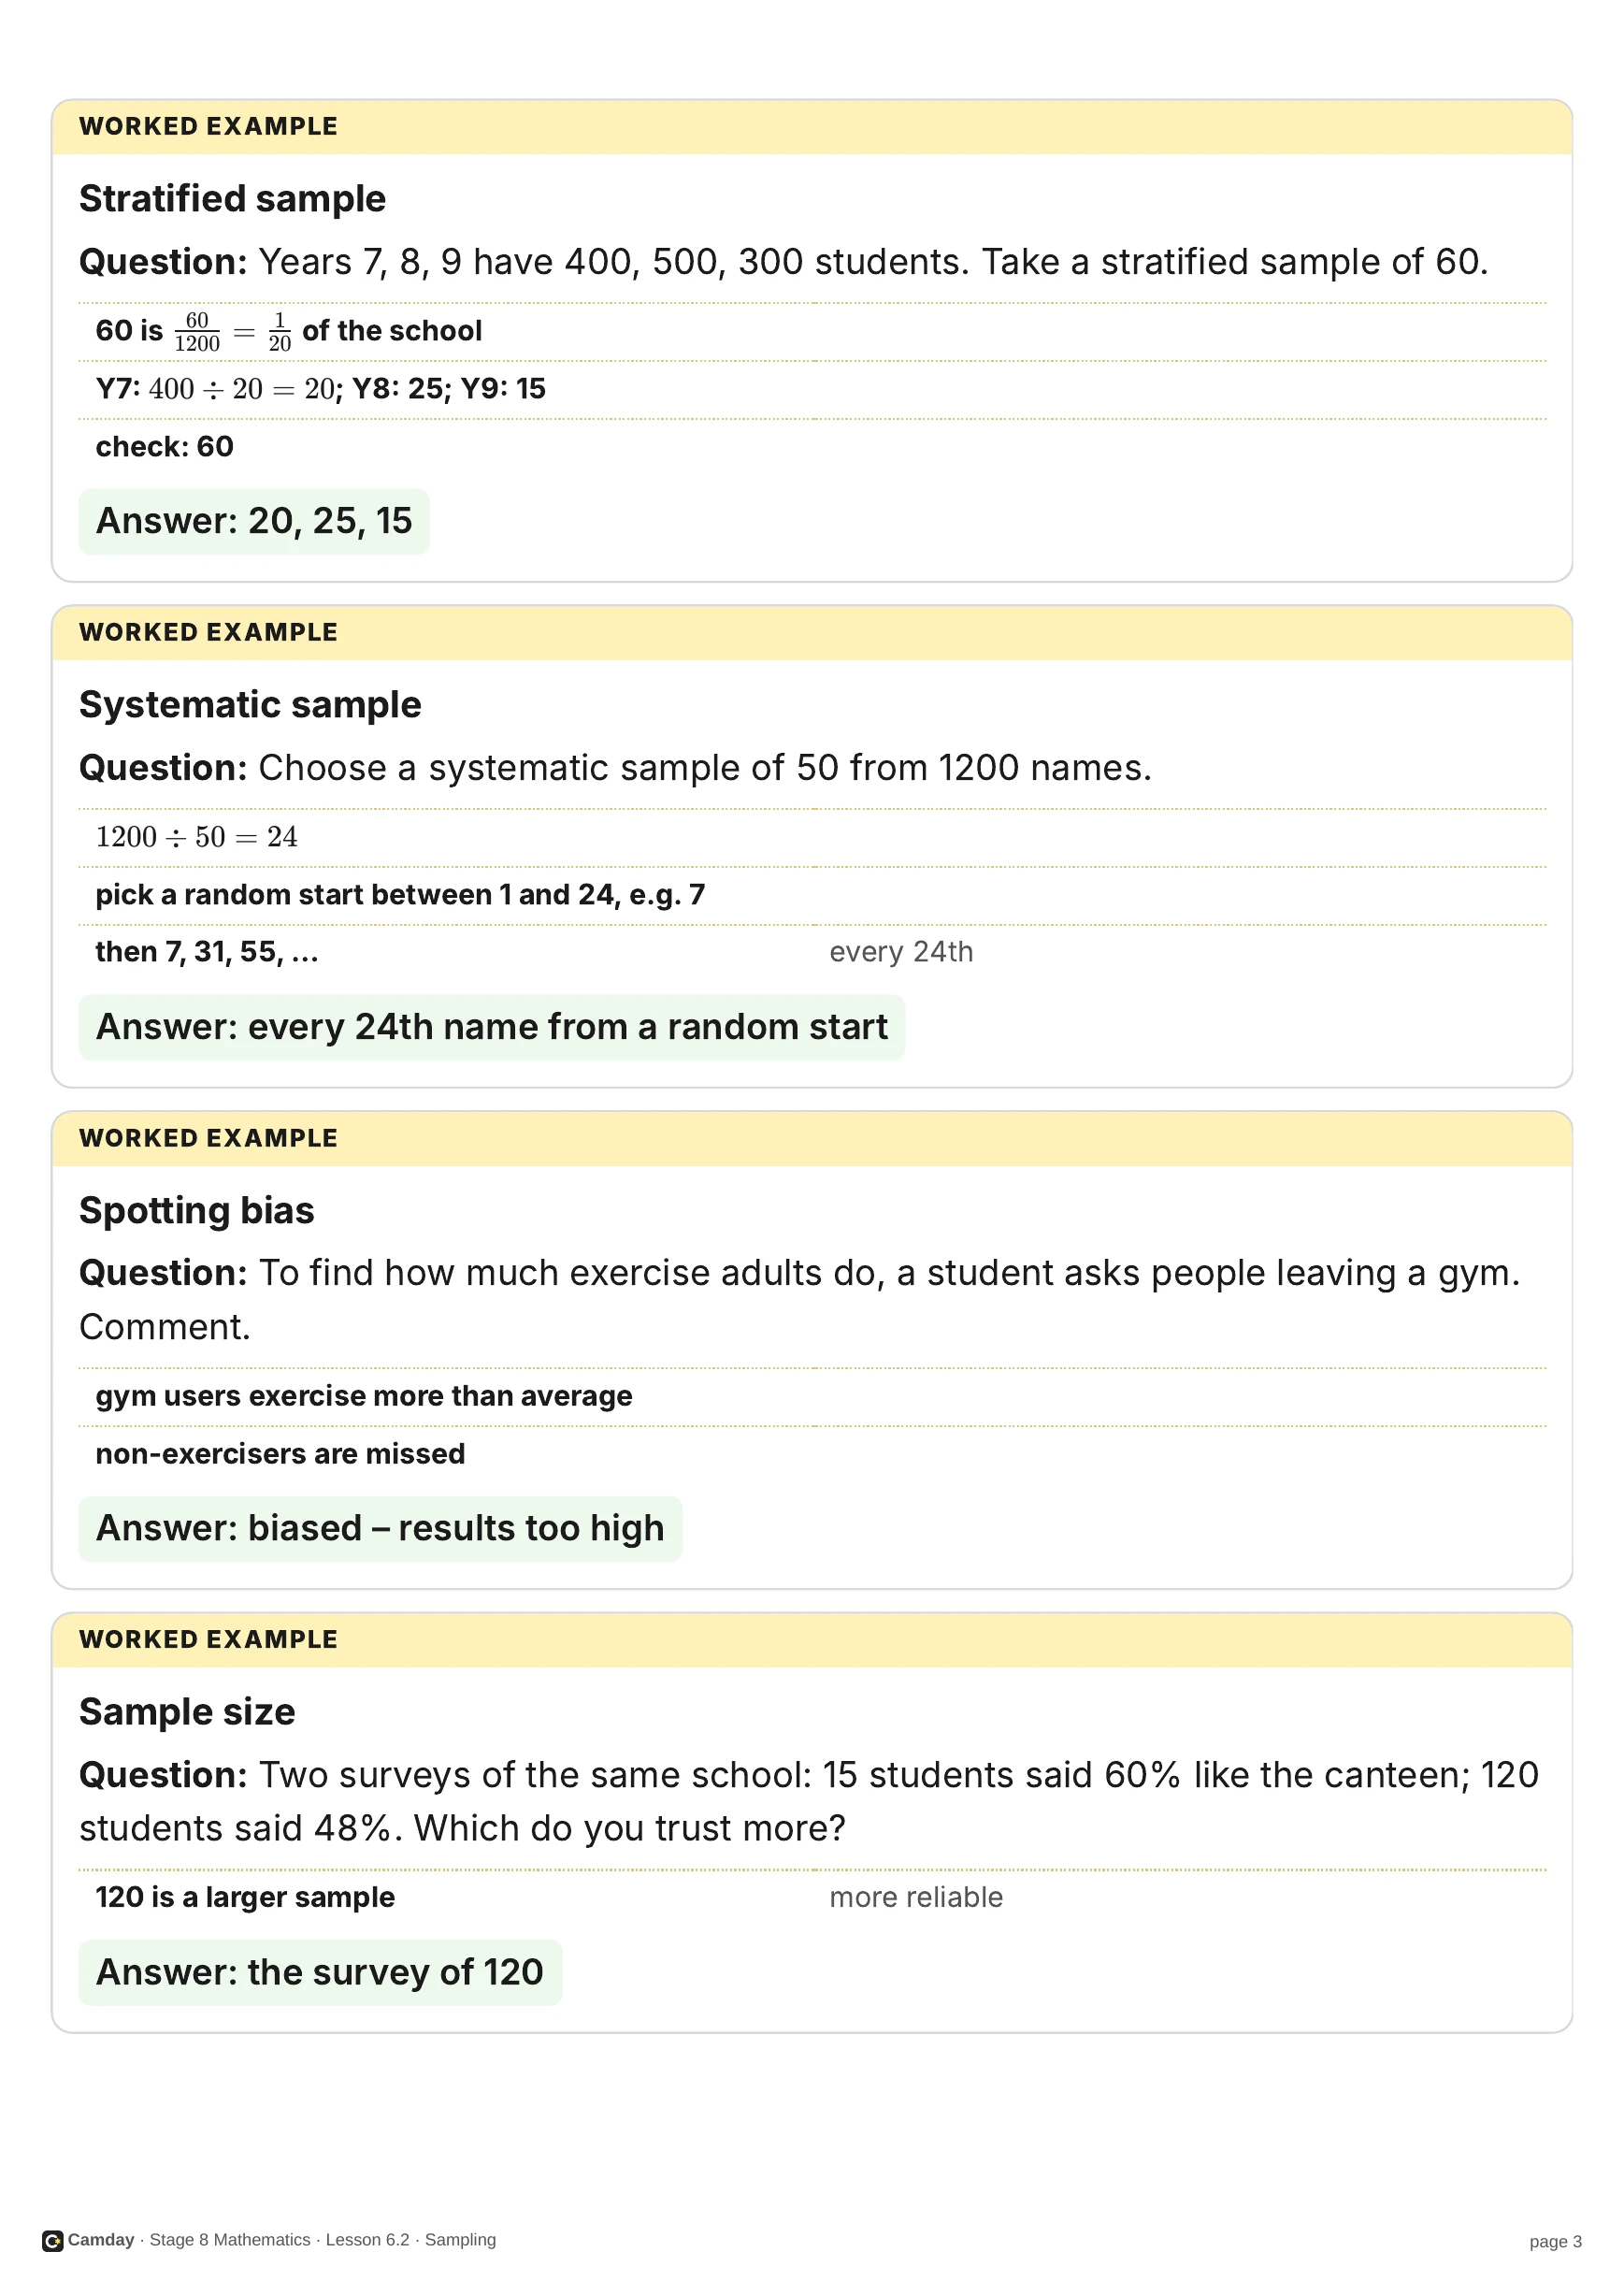 WORKED EXAMPLE
Stratified sample
Question: Years 7, 8, 9 have 400, 500, 300 students. Take a stratified sample of 60.
60 is 60/1200 = 1/20 of the school
Y7: 400 ÷ 20 = 20; Y8: 25; Y9: 15
check: 60
Answer: 20, 25, 15
WORKED EXAMPLE
Systematic sample
Question: Choose a systematic sample of 50 from 1200 names.
1200 ÷ 50 = 24
pick a random start between 1 and 24, e.g. 7
then 7, 31, 55, ... every 24th
Answer: every 24th name from a random start
WORKED EXAMPLE
Spotting bias
Question: To find how much exercise adults do, a student asks people leaving a gym.
Comment.
gym users exercise more than average
non-exercisers are missed
Answer: biased – results too high
WORKED EXAMPLE
Sample size
Question: Two surveys of the same school: 15 students said 60% like the canteen; 120
students said 48%. Which do you trust more?
120 is a larger sample more reliable
Answer: the survey of 120
Camday · Stage 8 Mathematics · Lesson 6.2 · Sampling page 3